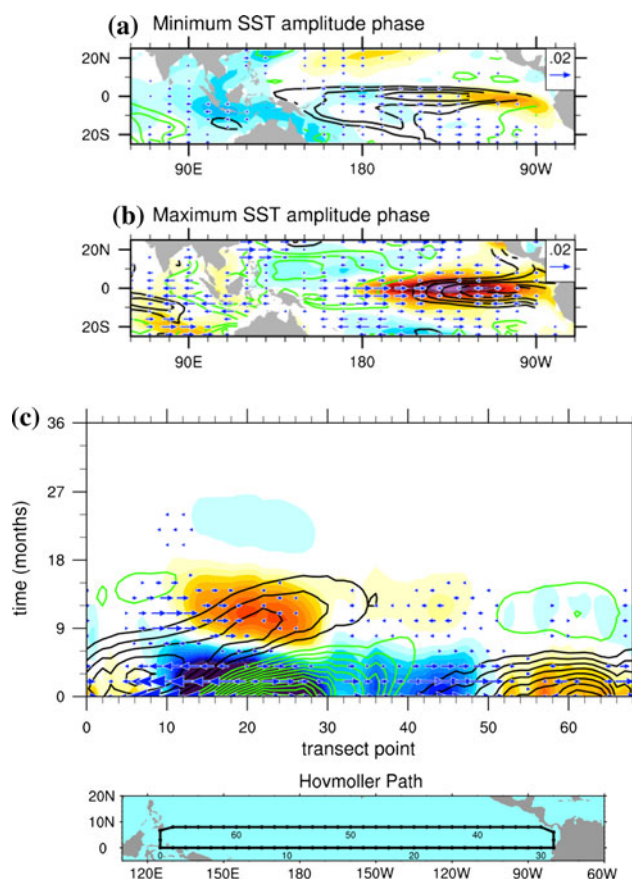 (a) Minimum SST amplitude phase
20N
0
20S
.02
90E 180 90W
(b) Maximum SST amplitude phase
20N
0
20S
.02
90E 180 90W
(c)
36
27
18
9
0
time (months)
0 10 20 30 40 50 60
transect point
Hovmoller Path
20N
10N
0
60 50 40
0 10 20 30
120E 150E 180E 150W 120W 90W 60W